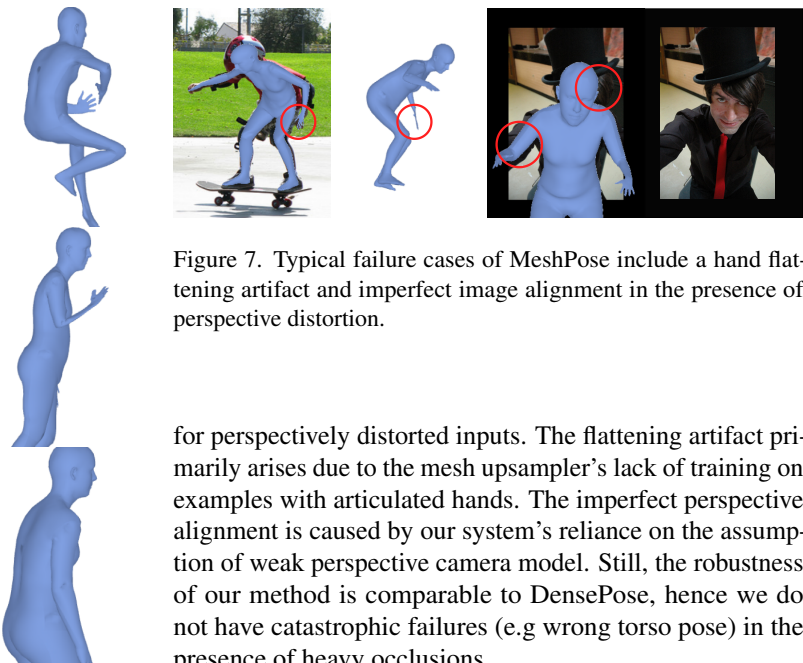 Figure 7. Typical failure cases of MeshPose include a hand flat-
tening artifact and imperfect image alignment in the presence of
perspective distortion.
for perspectively distorted inputs. The flattening artifact pri-
marily arises due to the mesh upsampler's lack of training on
examples with articulated hands. The imperfect perspective
alignment is caused by our system's reliance on the assump-
tion of weak perspective camera model. Still, the robustness
of our method is comparable to DensePose, hence we do
not have catastrophic failures (e.g wrong torso pose) in the
presence of heavy occlusions.